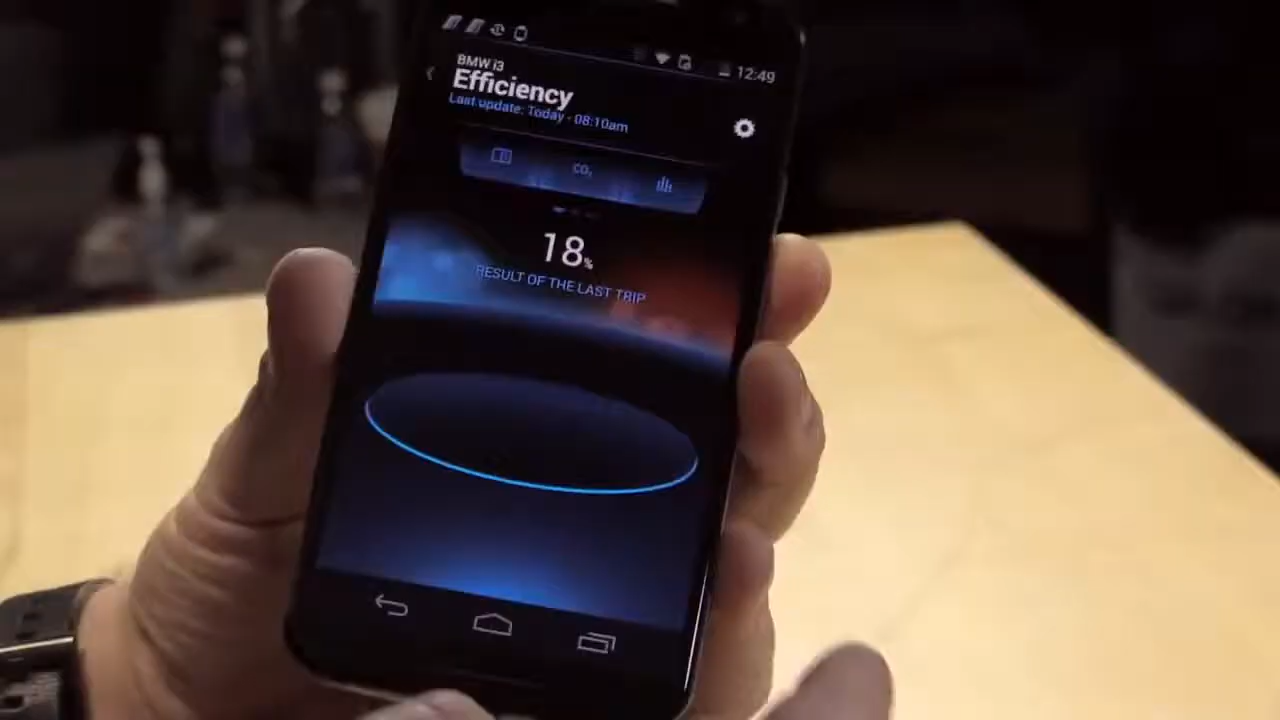 12:49
BMW i3
Efficiency
Last update: Today - 08:10am
CO₂
18%
RESULT OF THE LAST TRIP